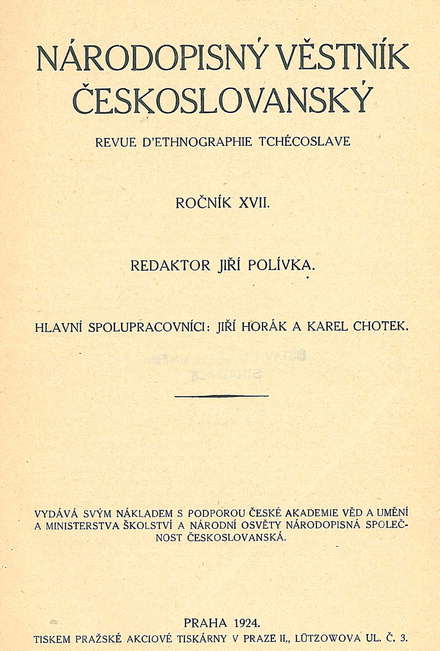 NÁRODOPISNÝ VĚSTNÍK
ČESKOSLOVANSKÝ
REVUE D'ETHNOGRAPHIE TCHÉCOSLAVE
ROČNÍK XVII.
REDAKTOR JIŘÍ POLÍVKA.
HLAVNÍ SPOLUPRACOVNÍCI: JIŘÍ HORÁK A KAREL CHOTEK.
VYDÁVÁ SVÝM NÁKLADEM S PODPOROU ČESKÉ AKADEMIE VĚD A UMĚNÍ
A MINISTERSTVA ŠKOLSTVÍ A NÁRODNÍ OSVĚTY NÁRODOPISNÁ SPOLEČ-
NOST ČESKOSLOVANSKÁ.
PRAHA 1924.
TISKEM PRAŽSKÉ AKCIOVÉ TISKÁRNY V PRAZE II., LÜTZOWOVA UL. Č. 3.